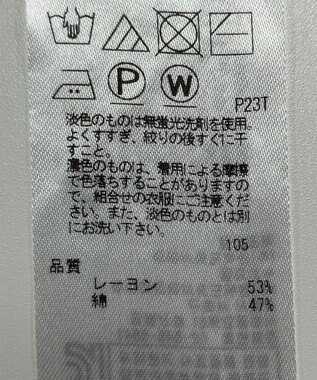 P
W
P23T
淡色のものは無蛍光洗剤を使用。
よくすすぎ、絞りの後すぐに干
すこと。
濃色のものは、着用による摩擦
で色落ちすることがありますの
で、組合せの衣服にご注意くだ
さい。また、淡色のものとは別
にお洗い下さい。
105
品質
レーヨン 53%
綿 47%